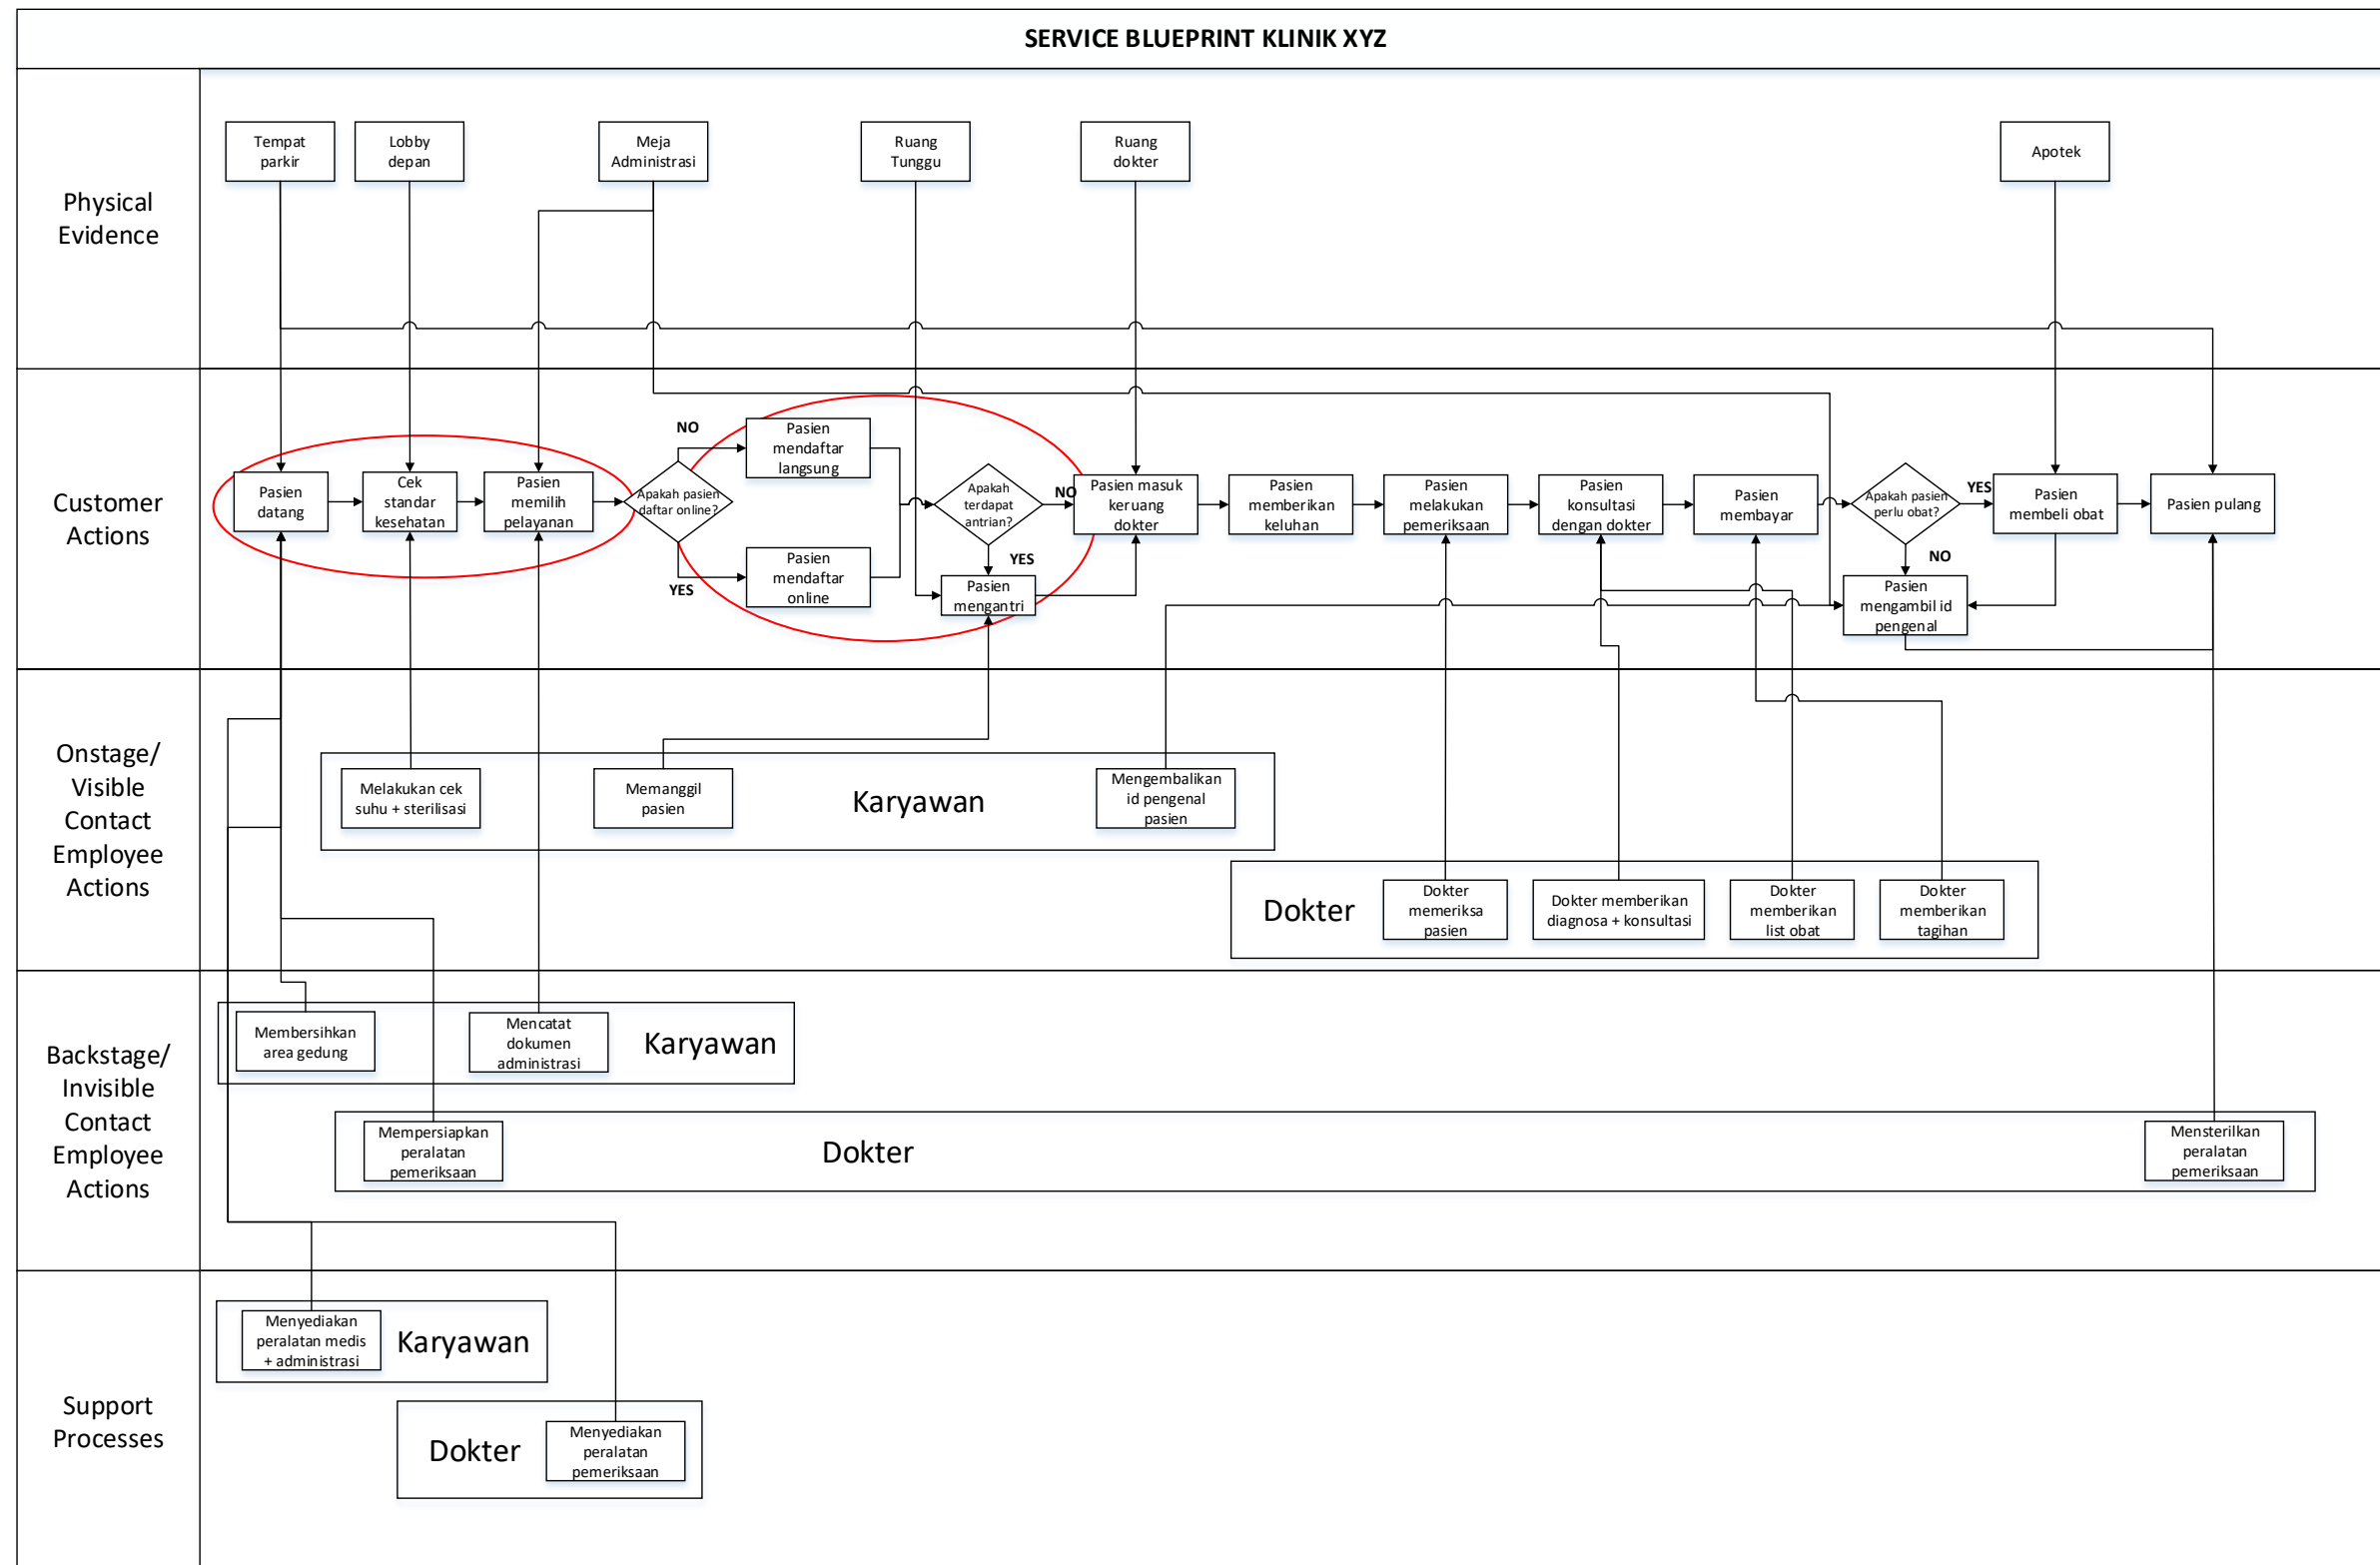 SERVICE BLUEPRINT KLINIK XYZ
Physical
Evidence
Tempat
parkir
Lobby
depan
Meja
Administrasi
Ruang
Tunggu
Ruang
dokter
Apotek
Customer
Actions
Pasien
datang
Cek
standar
kesehatan
Pasien
memilih
pelayanan
Apakah pasien
daftar online?
NO
Pasien
mendaftar
langsung
YES
Pasien
mendaftar
online
Apakah
terdapat
antrian?
NO
YES
Pasien
mengantri
Pasien masuk
keruang
dokter
Pasien
memberikan
keluhan
Pasien
melakukan
pemeriksaan
Pasien
konsultasi
dengan dokter
Pasien
membayar
Apakah pasien
perlu obat?
YES
NO
Pasien
membeli obat
Pasien
mengambil id
pengenal
Pasien pulang
Onstage/
Visible
Contact
Employee
Actions
Melakukan cek
suhu + sterilisasi
Memanggil
pasien
Karyawan
Mengembalikan
id pengenal
pasien
Dokter
Dokter
memeriksa
pasien
Dokter memberikan
diagnosa + konsultasi
Dokter
memberikan
list obat
Dokter
memberikan
tagihan
Backstage/
Invisible
Contact
Employee
Actions
Membersihkan
area gedung
Mencatat
dokumen
administrasi
Karyawan
Mempersiapkan
peralatan
pemeriksaan
Dokter
Mensterilkan
peralatan
pemeriksaan
Support
Processes
Menyediakan
peralatan medis
+ administrasi
Karyawan
Dokter
Menyediakan
peralatan
pemeriksaan